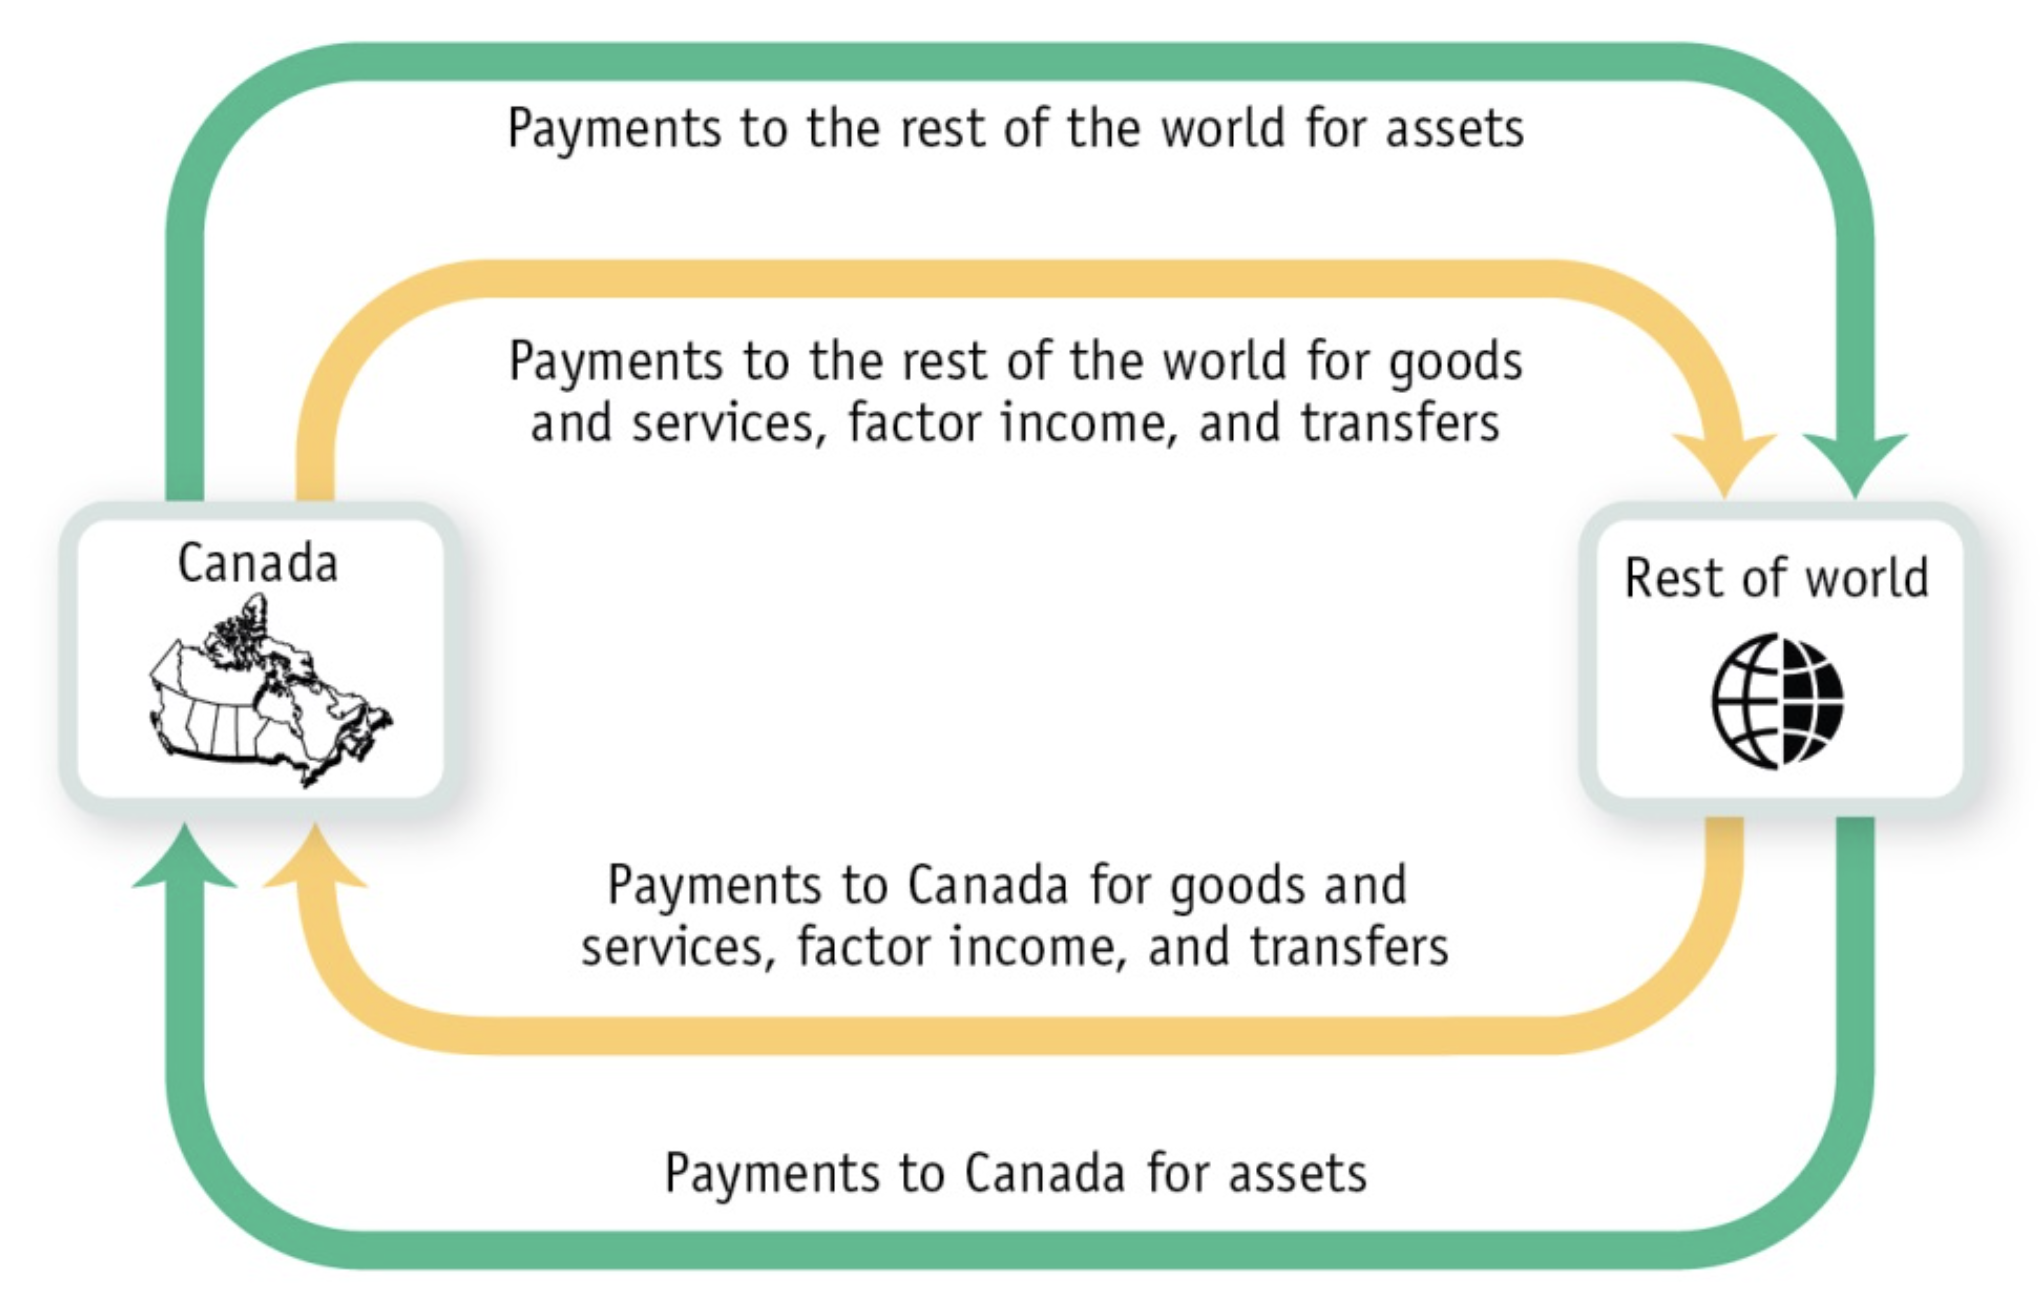 Payments to the rest of the world for assets
Payments to the rest of the world for goods
and services, factor income, and transfers
Canada
Rest of world
Payments to Canada for goods and
services, factor income, and transfers
Payments to Canada for assets